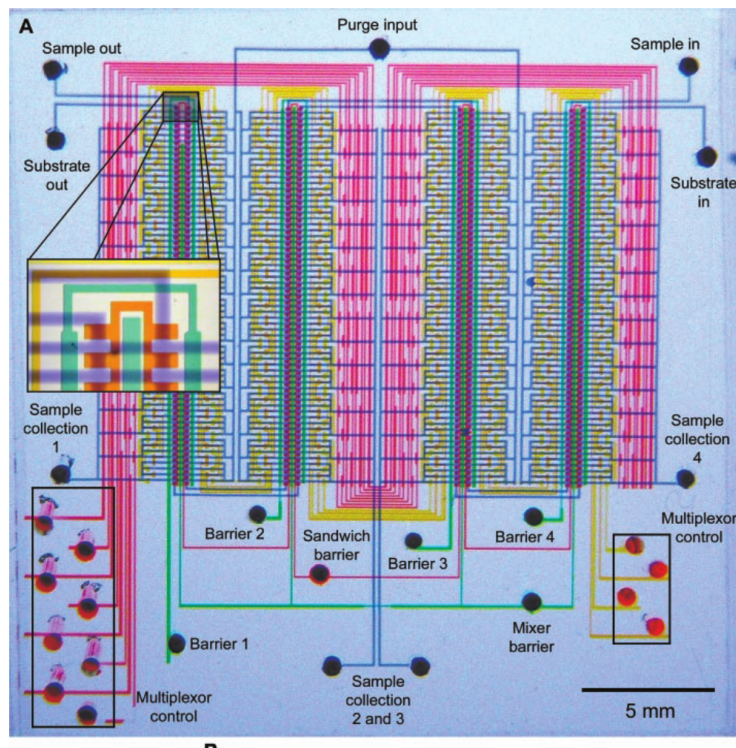 A
Purge input
Sample out
Sample in
Substrate
out
Substrate
in
Sample
collection
1
Sample
collection
4
Barrier 2
Sandwich
barrier
Barrier 3
Barrier 4
Multiplexor
control
Mixer
barrier
Barrier 1
Multiplexor
control
Sample
collection
2 and 3
5 mm